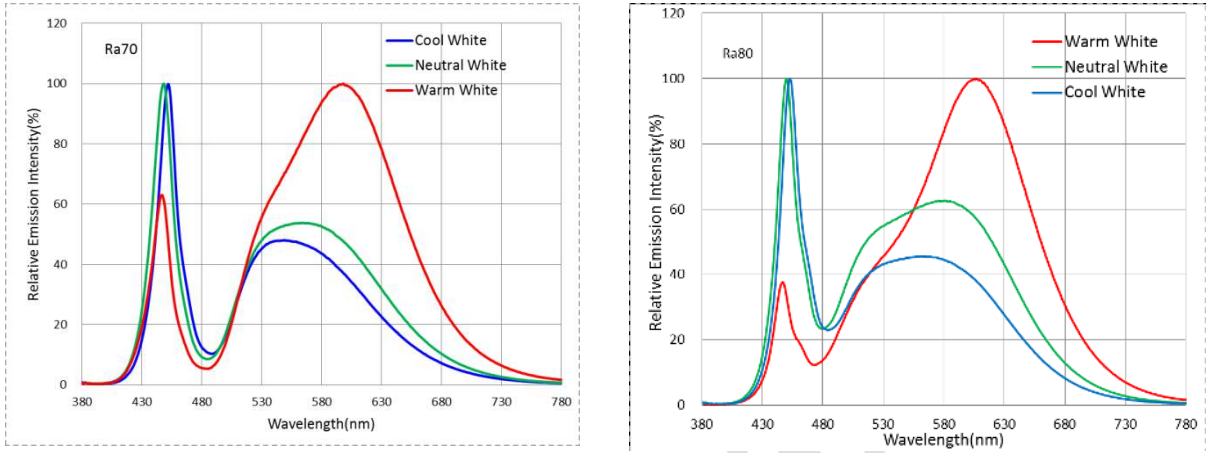 120
100
80
60
40
20
0
Relative Emission Intensity(%)
Ra70
Cool White
Neutral White
Warm White
380 430 480 530 580 630 680 730 780
Wavelength(nm)
120
100
80
60
40
20
0
Relative Emission Intensity(%)
Ra80
Warm White
Neutral White
Cool White
380 430 480 530 580 630 680 730 780
Wavelength(nm)